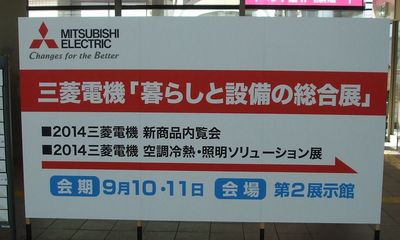 MITSUBISHI
ELECTRIC
Changes for the Better
三菱電機「暮らしと設備の総合展」
■2014三菱電機 新商品内覧会
■2014三菱電機 空調冷熱・照明ソリューション展
会期 9月10・11日 会場 第2展示館